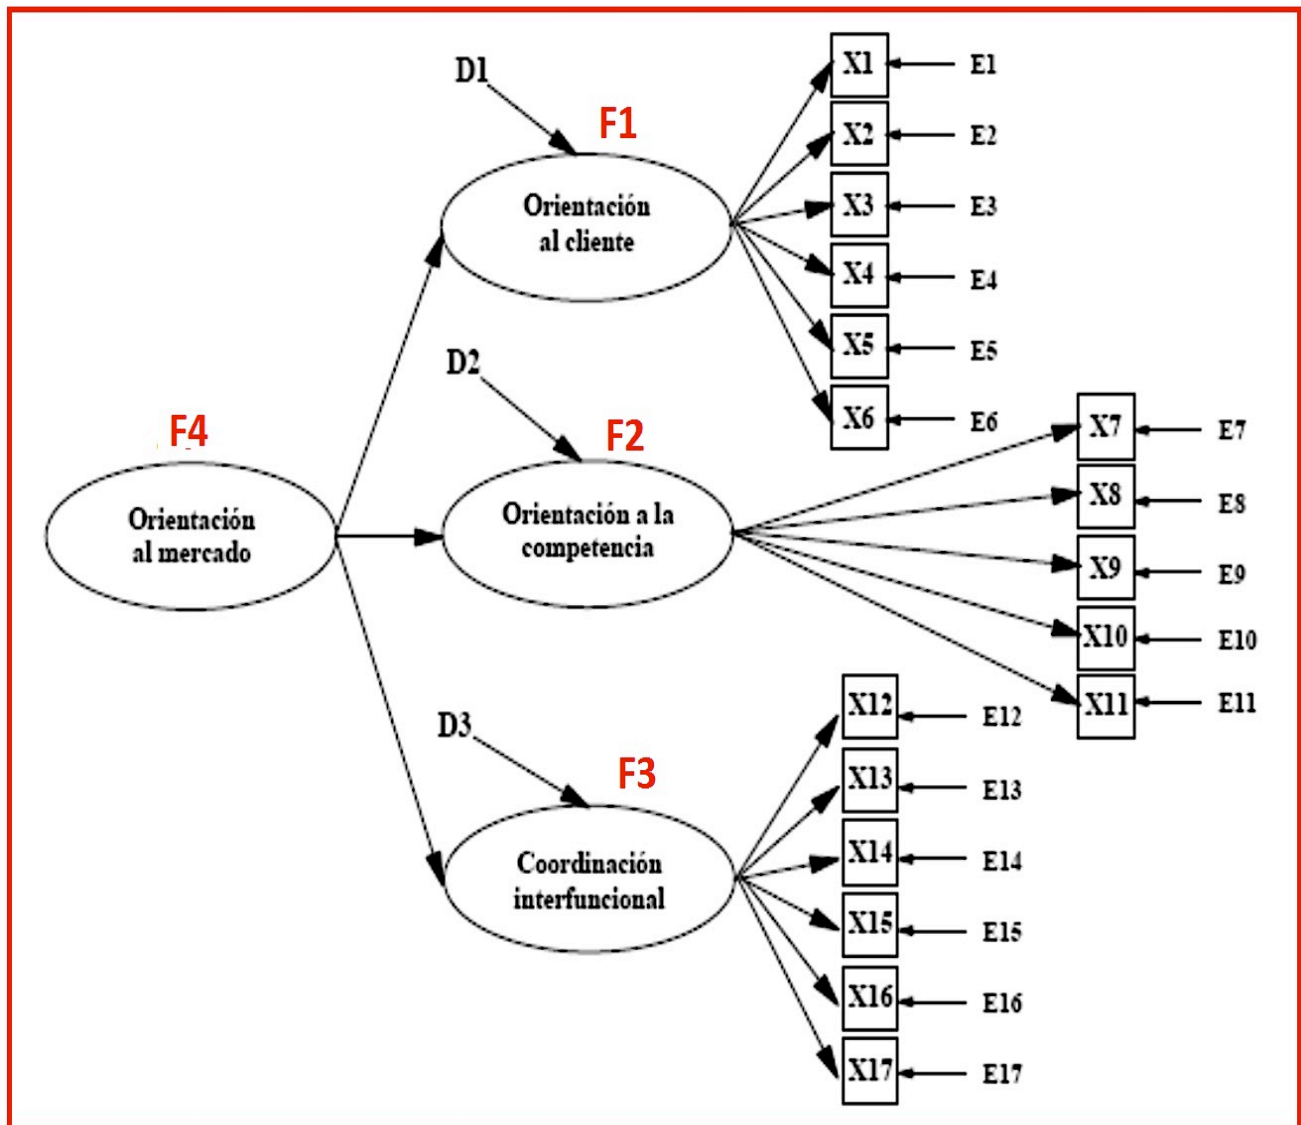 D1
F1
Orientación
al cliente
X1
E1
X2
E2
X3
E3
X4
E4
X5
E5
X6
E6
D2
F2
Orientación a la
competencia
X7
E7
X8
E8
X9
E9
X10
E10
X11
E11
F4
Orientación
al mercado
D3
F3
Coordinación
interfuncional
X12
E12
X13
E13
X14
E14
X15
E15
X16
E16
X17
E17